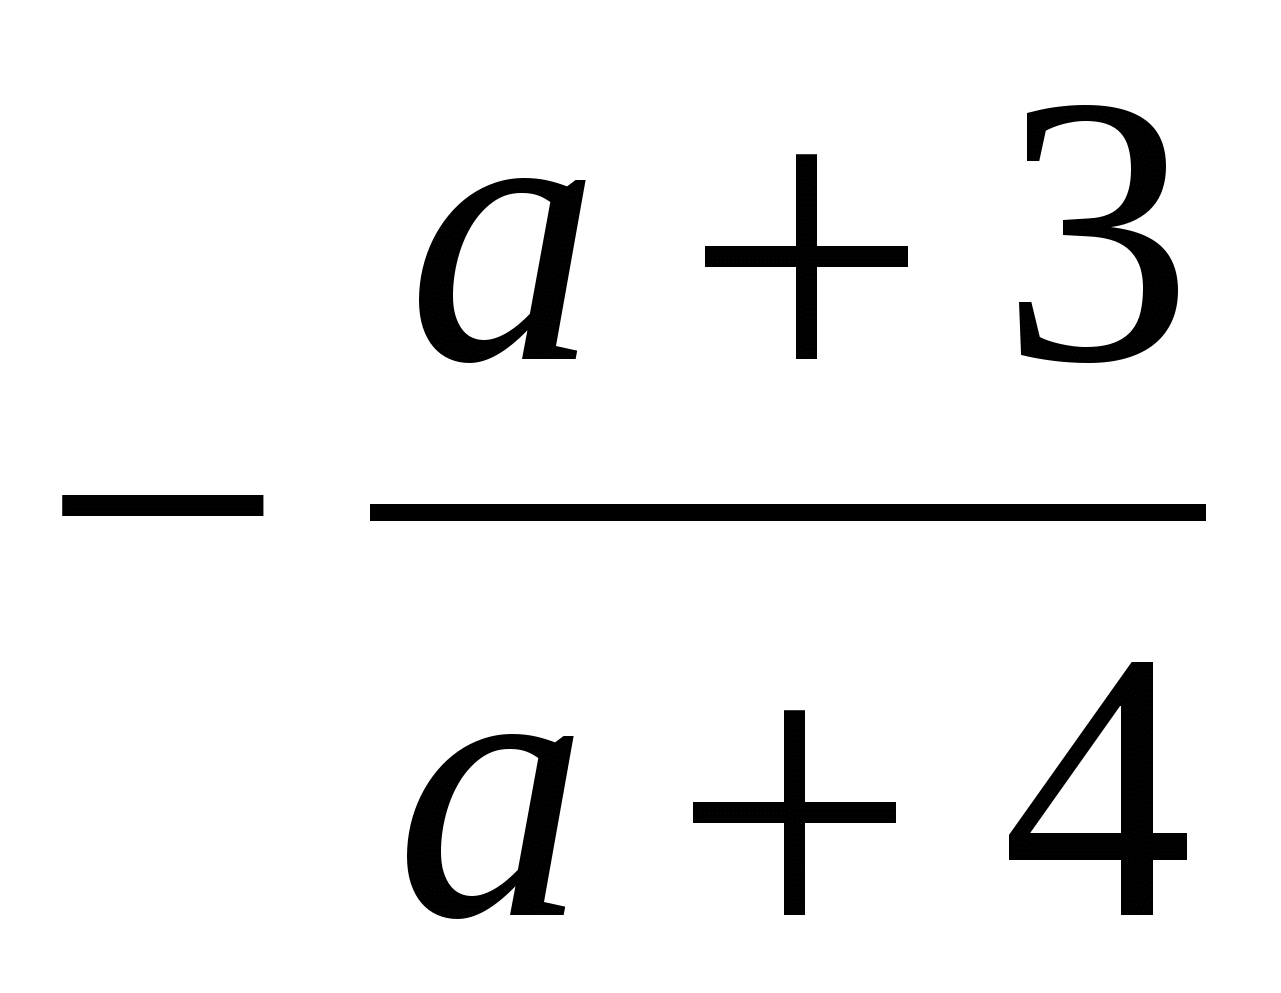 a + 3
−
a + 4